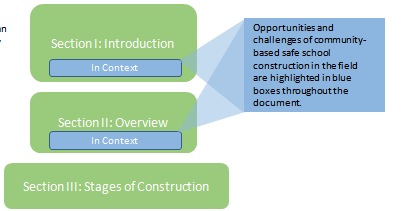 Section I: Introduction
In Context
Opportunities and
challenges of community-
based safe school
construction in the field
are highlighted in blue
boxes throughout the
document.
Section II: Overview
In Context
Section III: Stages of Construction